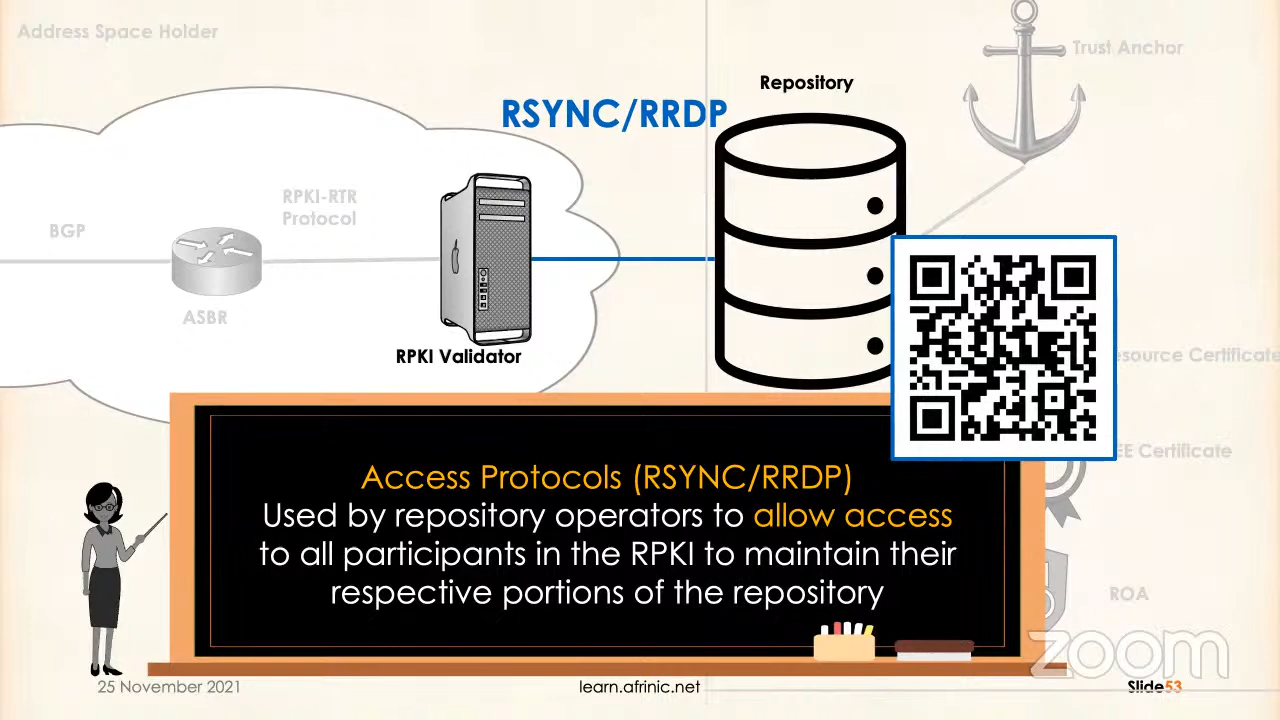 Address Space Holder
Trust Anchor
Repository
RSYNC/RRDP
RPKI-RTR
Protocol
BGP
ASBR
RPKI Validator
esource Certificate
EE Certificate
Access Protocols (RSYNC/RRDP)
Used by repository operators to allow access
to all participants in the RPKI to maintain their
respective portions of the repository
ROA
zoom
25 November 2021
learn.afrinic.net
Slide53